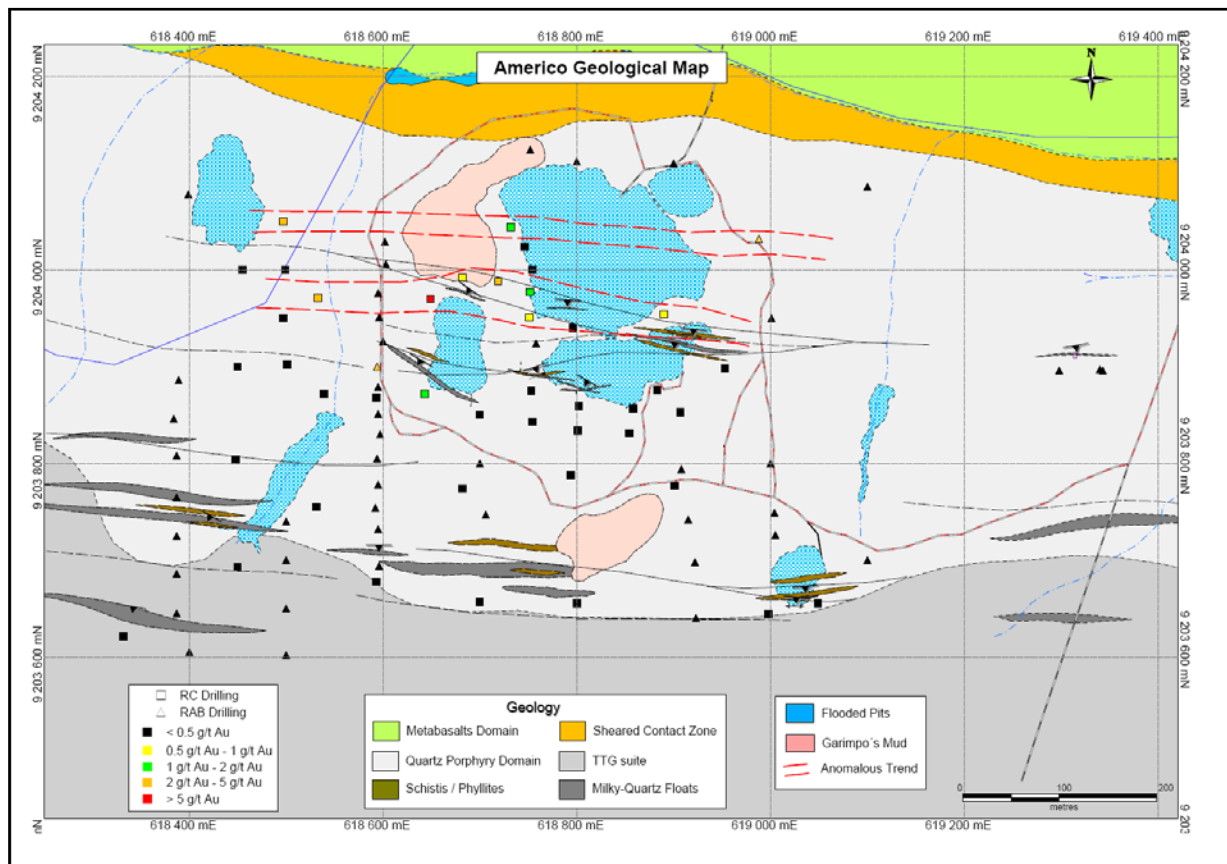 618 400 mE
618 600 mE
618 800 mE
619 000 mE
619 200 mE
619 400 mE
Americo Geological Map
N
9 204 200 mN
9 204 200 mN
9 204 000 mN
9 204 000 mN
9 203 800 mN
9 203 800 mN
9 203 600 mN
9 203 600 mN
RC Drilling
RAB Drilling
< 0.5 g/t Au
0.5 g/t Au - 1 g/t Au
1 g/t Au - 2 g/t Au
2 g/t Au - 5 g/t Au
> 5 g/t Au
Geology
Metabasalts Domain
Sheared Contact Zone
Quartz Porphyry Domain
TTG suite
Schistis / Phyllites
Milky-Quartz Floats
Flooded Pits
Garimpo´s Mud
Anomalous Trend
0
100
200
metres
mN
9 203
618 400 mE
618 600 mE
618 800 mE
619 000 mE
619 200 mE
619 400 mE